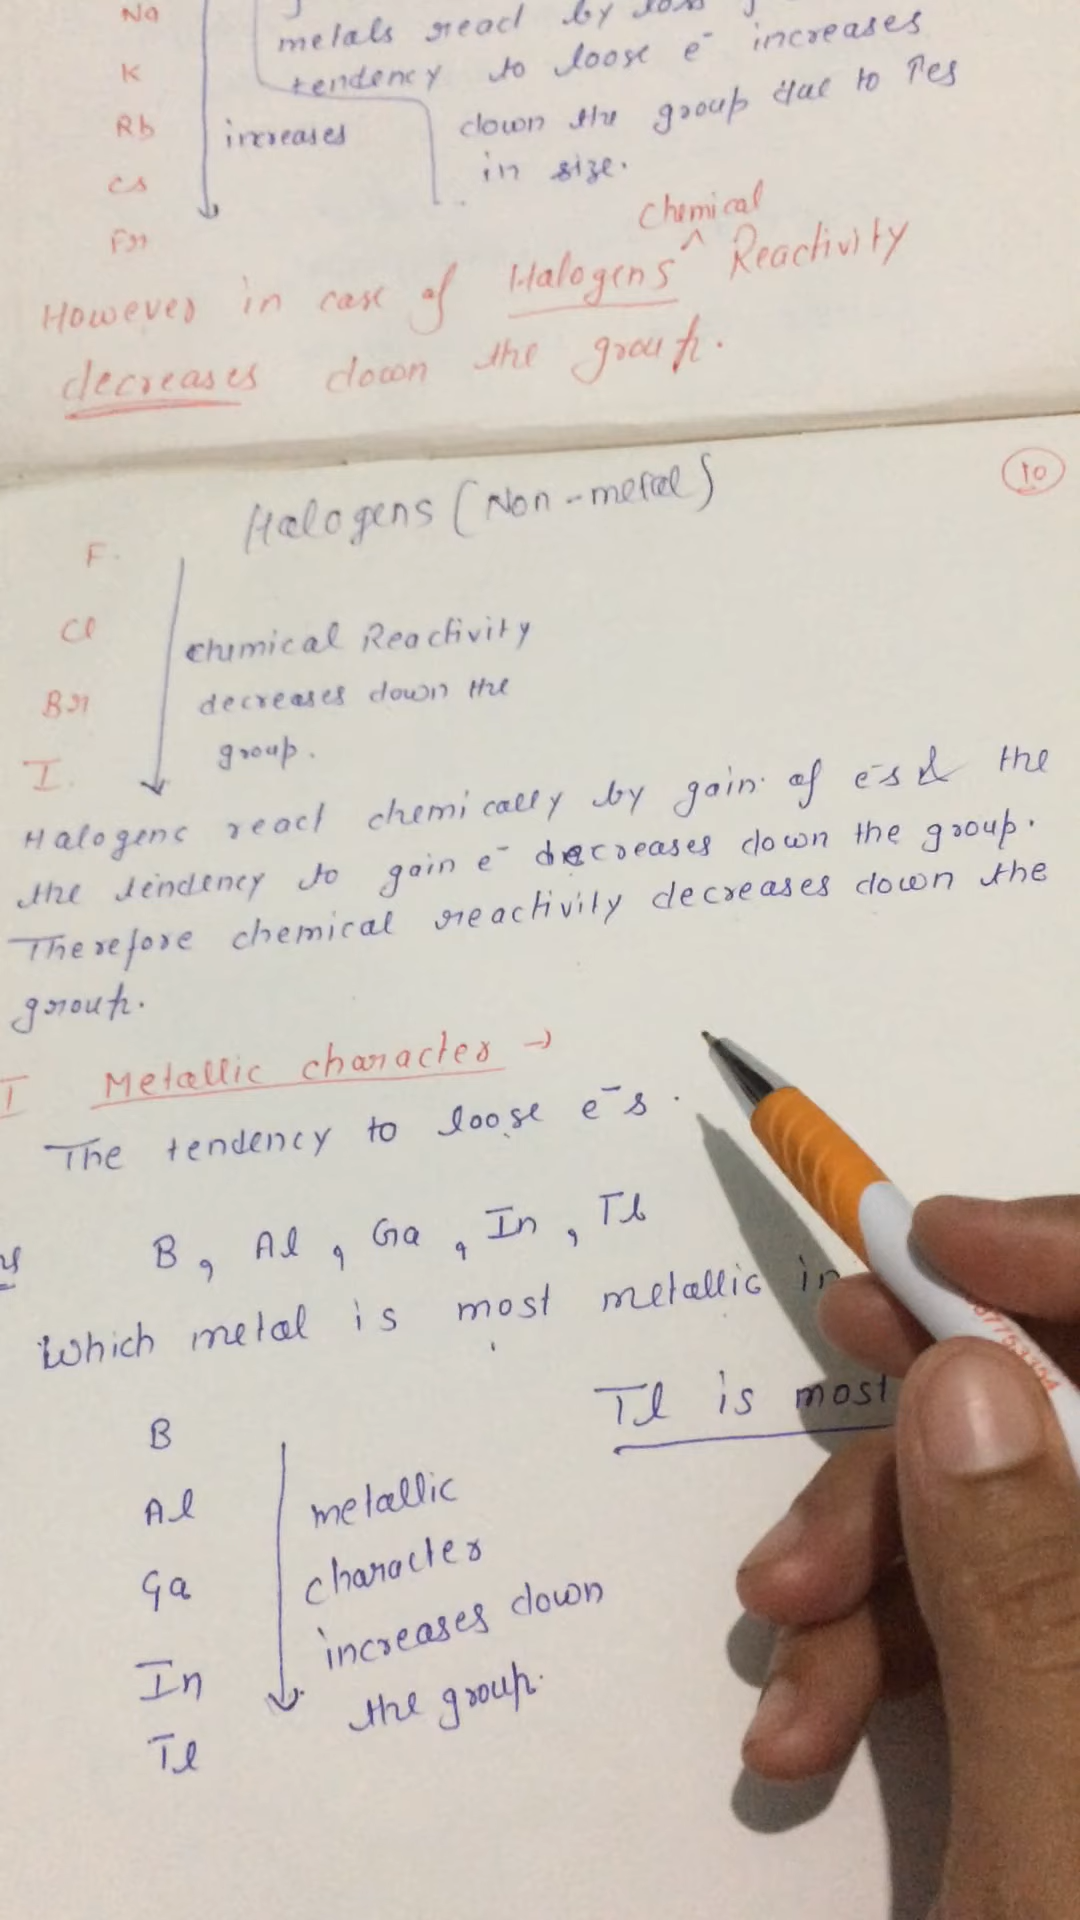 Na
metals react by loss
K
tendency to loose e⁻ increases
Rb
increases
down the group due to ↑es
in size.
Cs
Fr
Chemical
However in case of Halogens ^ Reactivity
decreases down the group.
10
Halogens (Non-metal)
F.
Cl
Chemical Reactivity
Br
decreases down the
group.
I.
Halogens react chemically by gain of e⁻s & the
the tendency to gain e⁻ decreases down the group.
Therefore chemical reactivity decreases down the
group.
I Metallic character →
The tendency to loose e⁻s.
B, Al, Ga, In, Tl
Which metal is most metallic in
Tl is most
B
Al
metallic
Ga
character
increases down
In
the group.
Tl